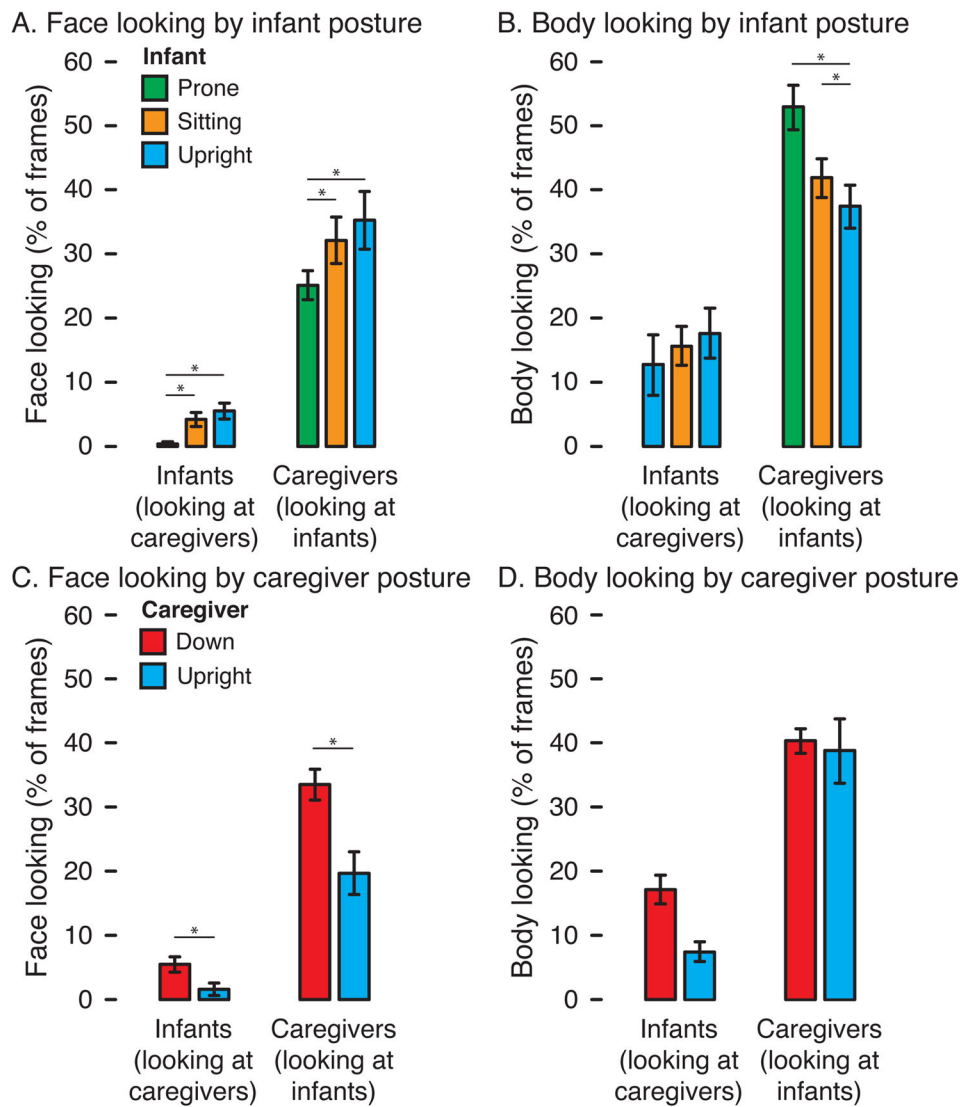 A. Face looking by infant posture
Face looking (% of frames)
60
50
40
30
20
10
0
Infant
Prone
Sitting
Upright
*
*
*
*
Infants
(looking at
caregivers)
Caregivers
(looking at
infants)
B. Body looking by infant posture
Body looking (% of frames)
60
50
40
30
20
10
0
*
*
Infants
(looking at
caregivers)
Caregivers
(looking at
infants)
C. Face looking by caregiver posture
Face looking (% of frames)
60
50
40
30
20
10
0
Caregiver
Down
Upright
*
*
Infants
(looking at
caregivers)
Caregivers
(looking at
infants)
D. Body looking by caregiver posture
Body looking (% of frames)
60
50
40
30
20
10
0
Infants
(looking at
caregivers)
Caregivers
(looking at
infants)